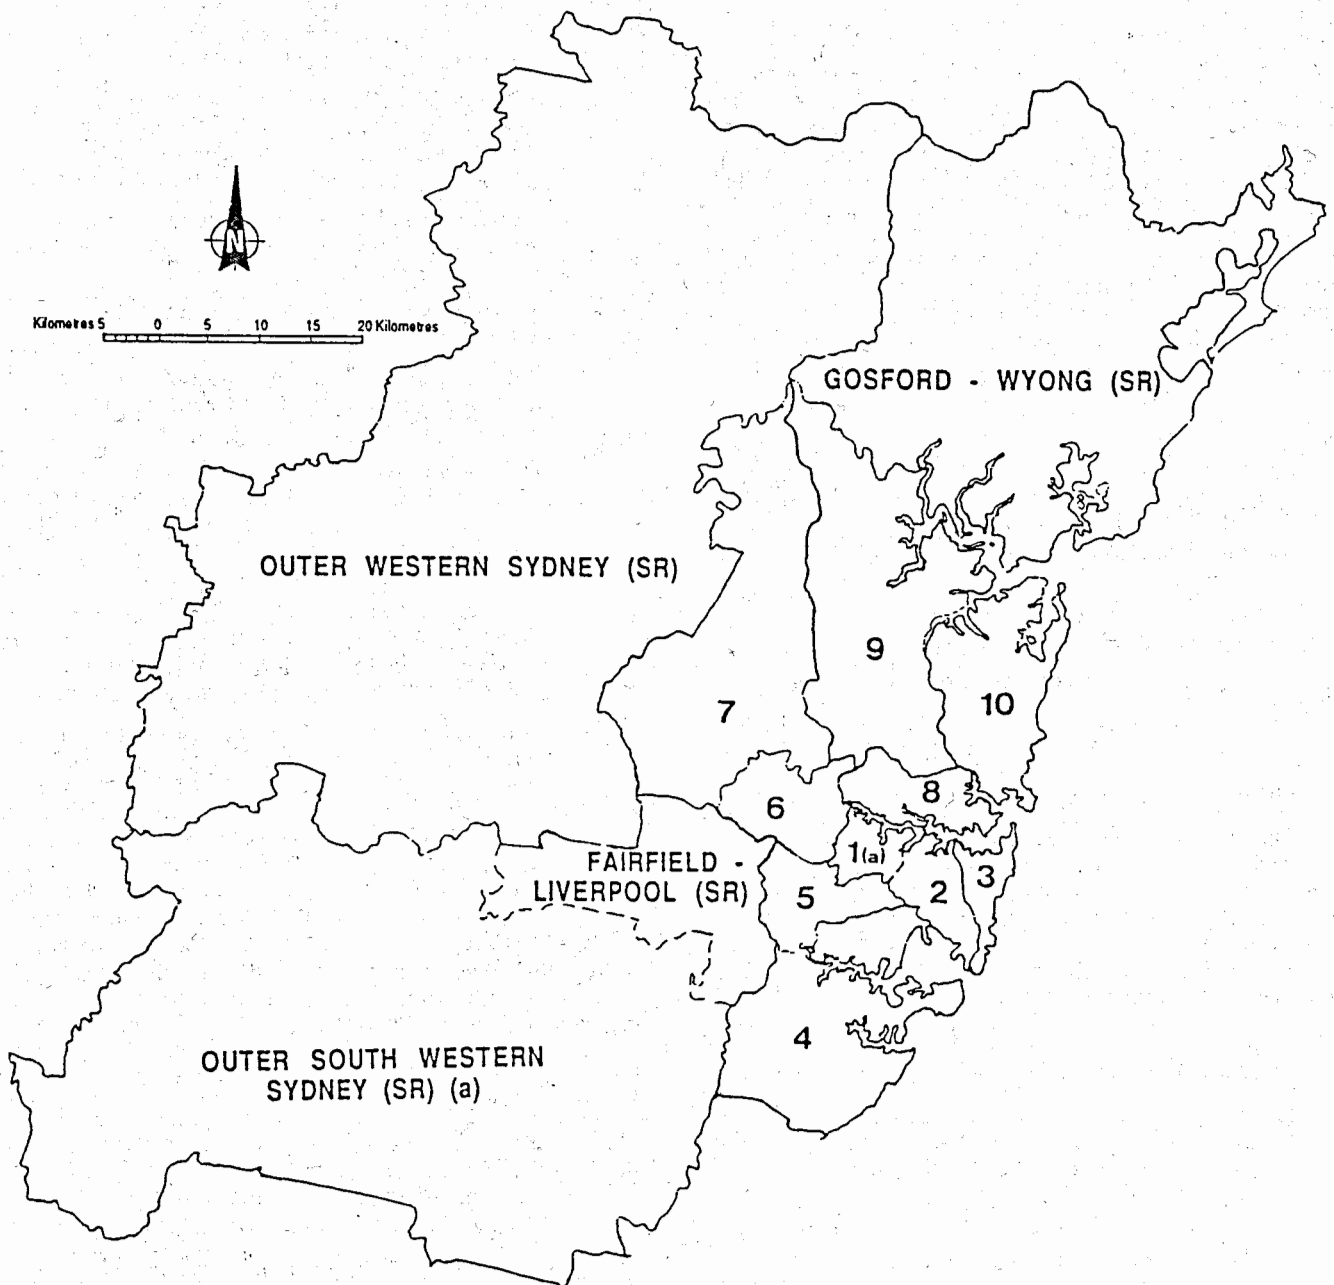 N
Kilometres 5 0 5 10 15 20 Kilometres
GOSFORD - WYONG (SR)
OUTER WESTERN SYDNEY (SR)
9
7
10
8
6
1(a)
FAIRFIELD -
LIVERPOOL (SR)
3
2
5
4
OUTER SOUTH WESTERN
SYDNEY (SR) (a)